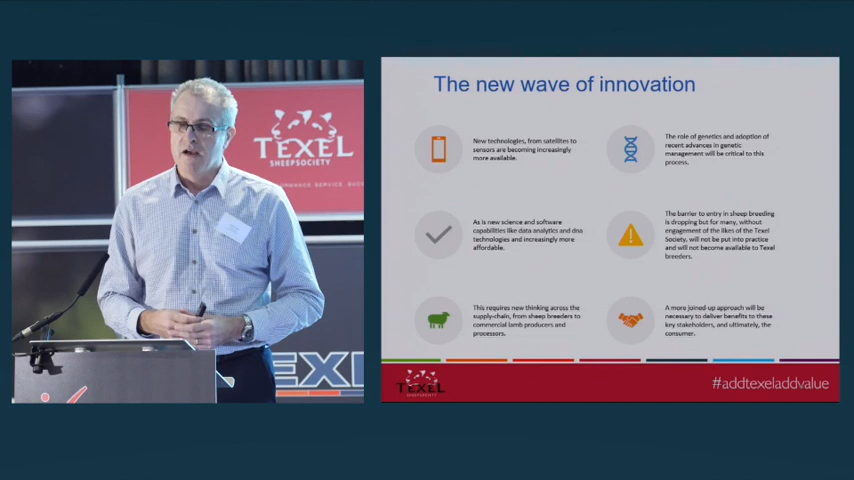 TEXEL
SHEEPSOCIETY
The new wave of innovation
New technologies, from satellites to
sensors are becoming increasingly
more available.
The role of genetics and adoption of
recent advances in genetic
management will be critical to this
process.
As is new science and software
capabilities like data analytics and dna
technologies and increasingly more
affordable.
The barrier to entry in sheep breeding
is dropping but for many, without
engagement of the likes of the Texel
Society, will not be put into practice
and will not become available to Texel
breeders.
This requires new thinking across the
supply-chain, from sheep breeders to
commercial lamb producers and
processors.
A more joined-up approach will be
necessary to deliver benefits to these
key stakeholders, and ultimately, the
consumer.
TEXEL
SHEEPSOCIETY
#addtexeladdvalue